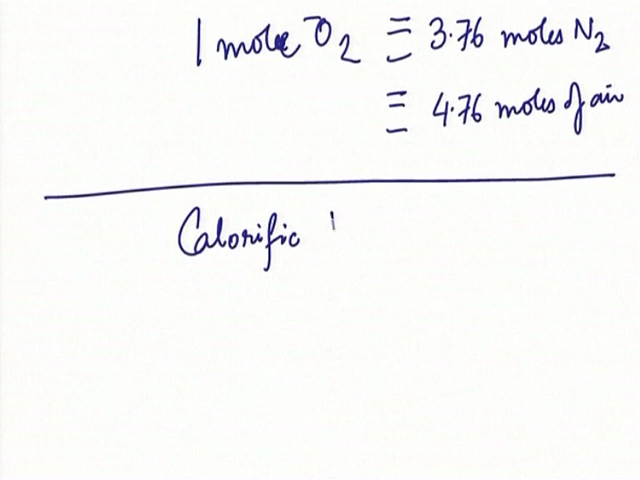 1 mole O2 ≡ 3.76 moles N2
≡ 4.76 moles of air
Calorific